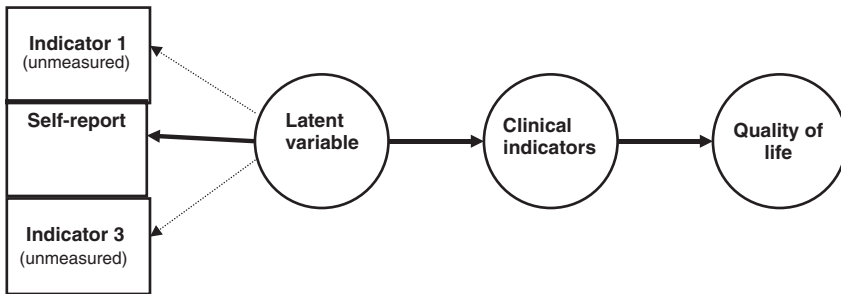 Indicator 1
(unmeasured)
Self-report
Indicator 3
(unmeasured)
Latent
variable
Clinical
indicators
Quality of
life